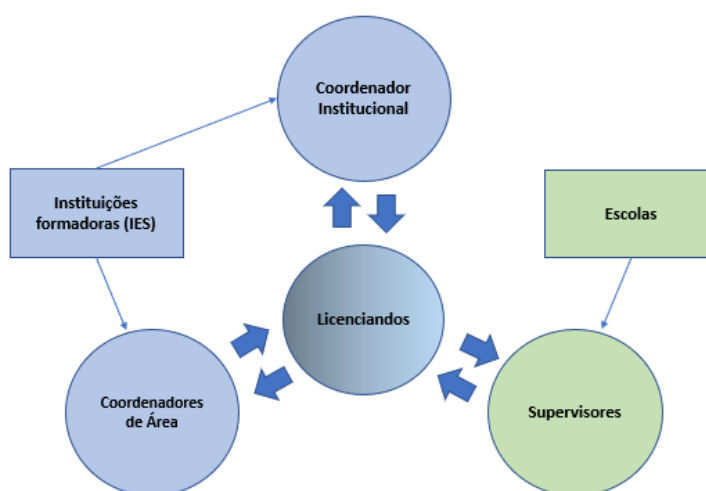 Coordenador
Institucional
Instituições
formadoras (IES)
Escolas
Licenciandos
Coordenadores
de Área
Supervisores